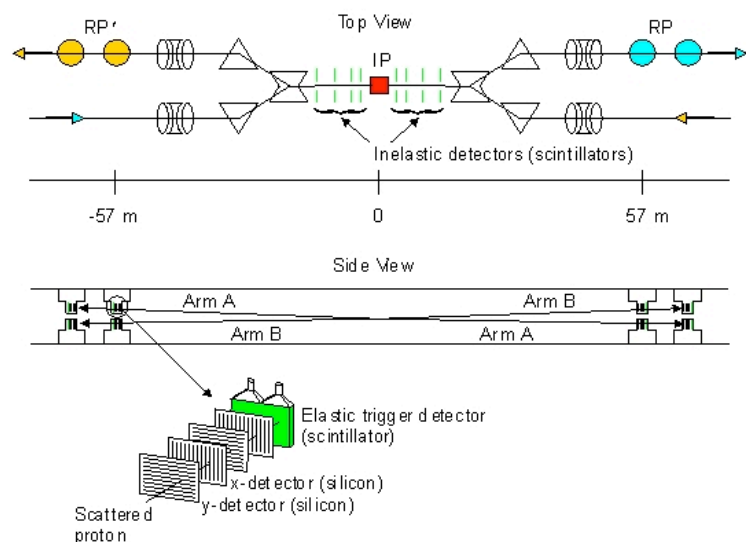 Top View
RP'
RP
IP
Inelastic detectors (scintillators)
-57 m
0
57 m
Side View
Arm A
Arm B
Arm B
Arm A
Elastic trigger detector
(scintillator)
x-detector (silicon)
y-detector (silicon)
Scattered
proton